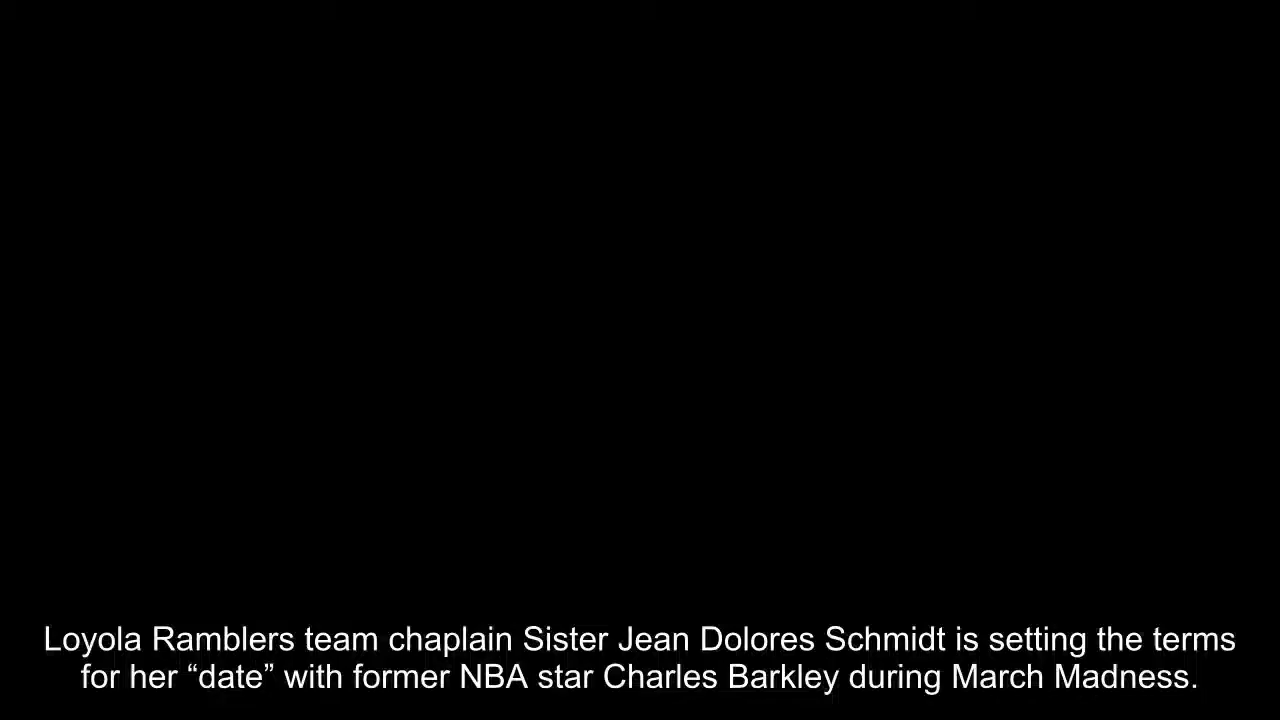 Loyola Ramblers team chaplain Sister Jean Dolores Schmidt is setting the terms
for her “date” with former NBA star Charles Barkley during March Madness.